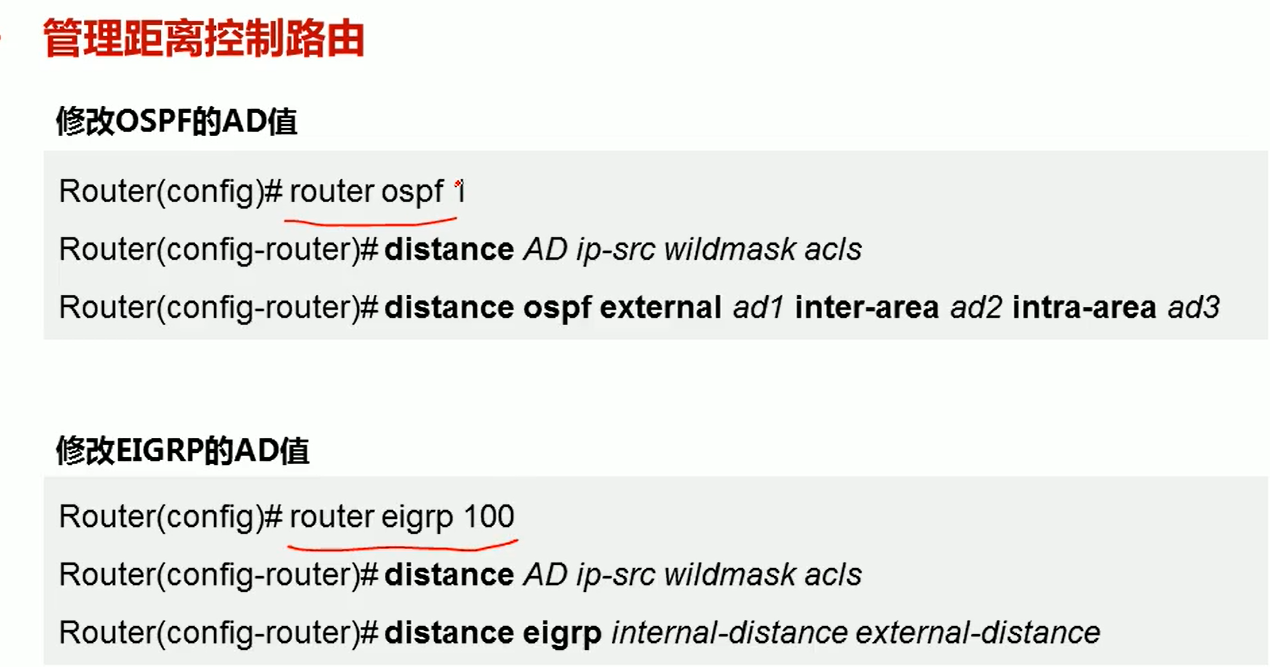 管理距离控制路由
修改OSPF的AD值
Router(config)# router ospf 1
Router(config-router)# distance AD ip-src wildmask acls
Router(config-router)# distance ospf external ad1 inter-area ad2 intra-area ad3
修改EIGRP的AD值
Router(config)# router eigrp 100
Router(config-router)# distance AD ip-src wildmask acls
Router(config-router)# distance eigrp internal-distance external-distance